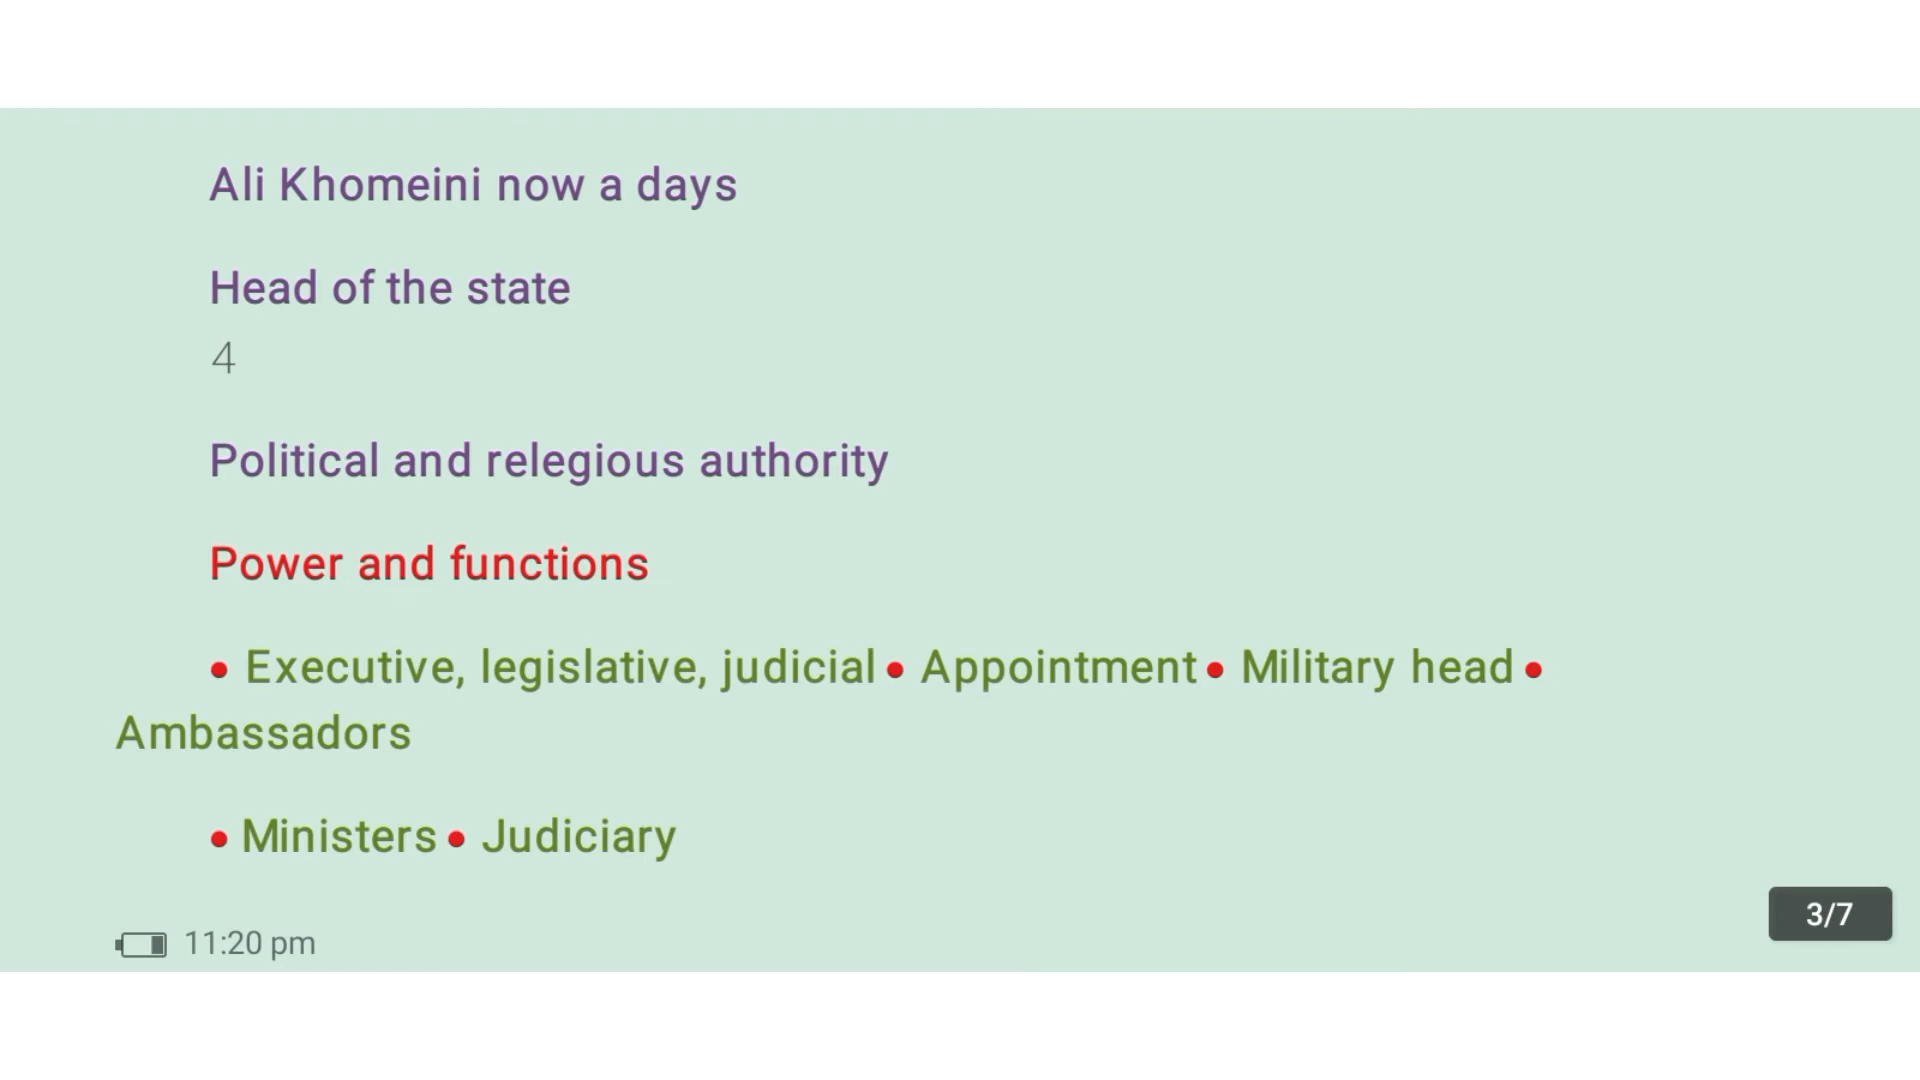 Ali Khomeini now a days
Head of the state
4
Political and relegious authority
Power and functions
• Executive, legislative, judicial • Appointment • Military head •
Ambassadors
• Ministers • Judiciary
11:20 pm
3/7